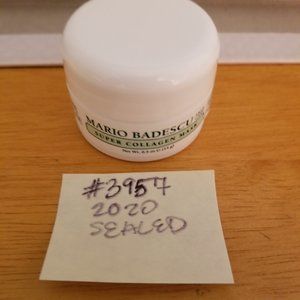 MARIO BADESCU
SUPER COLLAGEN MASK
#3957
2020
SEALED